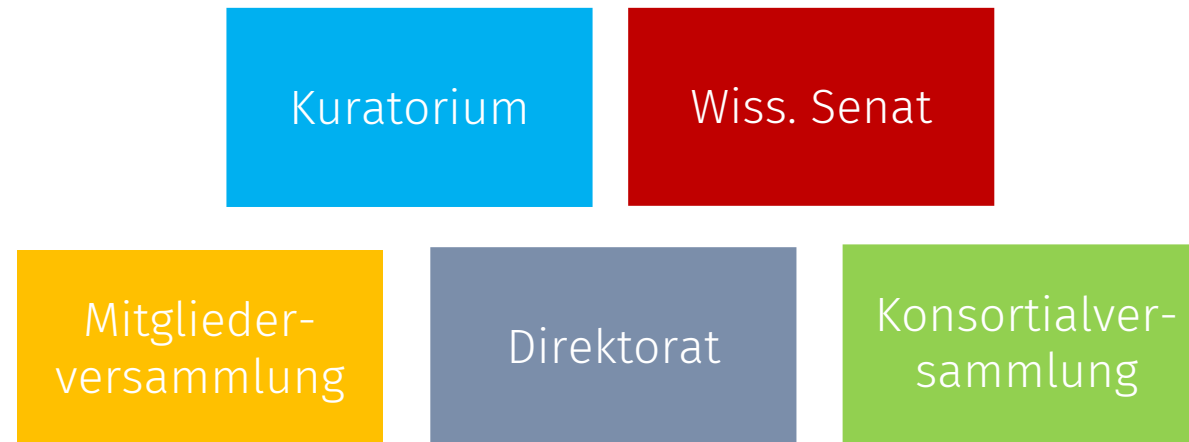 Kuratorium
Wiss. Senat
Mitglieder-
versammlung
Direktorat
Konsortialver-
sammlung